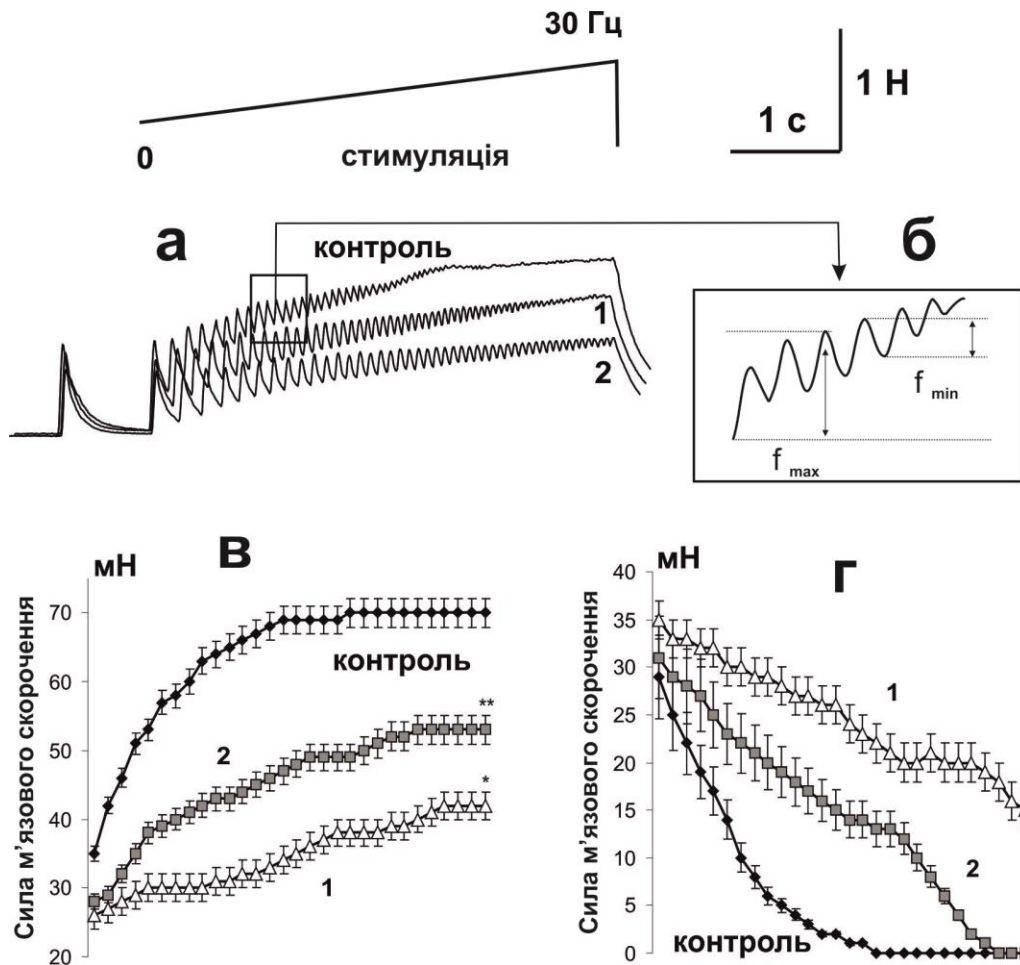 30 Гц
1 Н
1 с
0
стимуляція
а
контроль
б
1
2
f min
f max
в
мН
Сила м’язового скорочення
70
60
50
40
30
20
контроль
**
*
2
1
г
мН
Сила м’язового скорочення
40
35
30
25
20
15
10
5
0
1
2
контроль